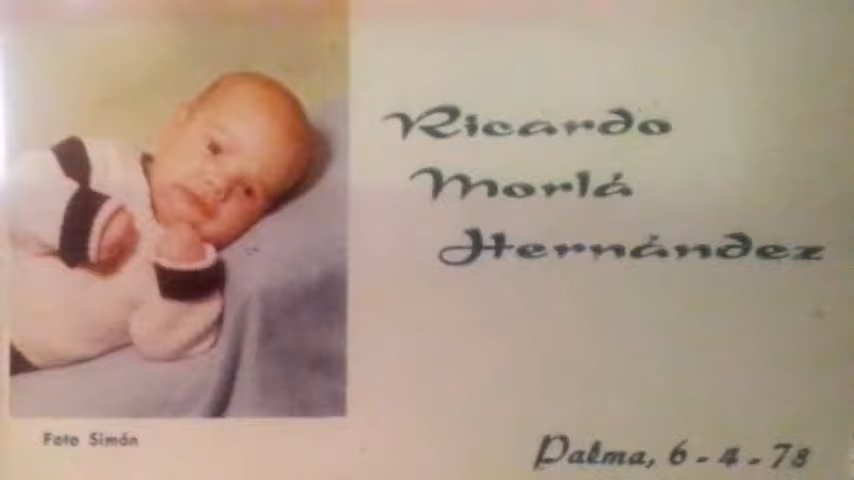 Ricardo
Morlá
Hernández
Foto Simón
Palma, 6-4-78